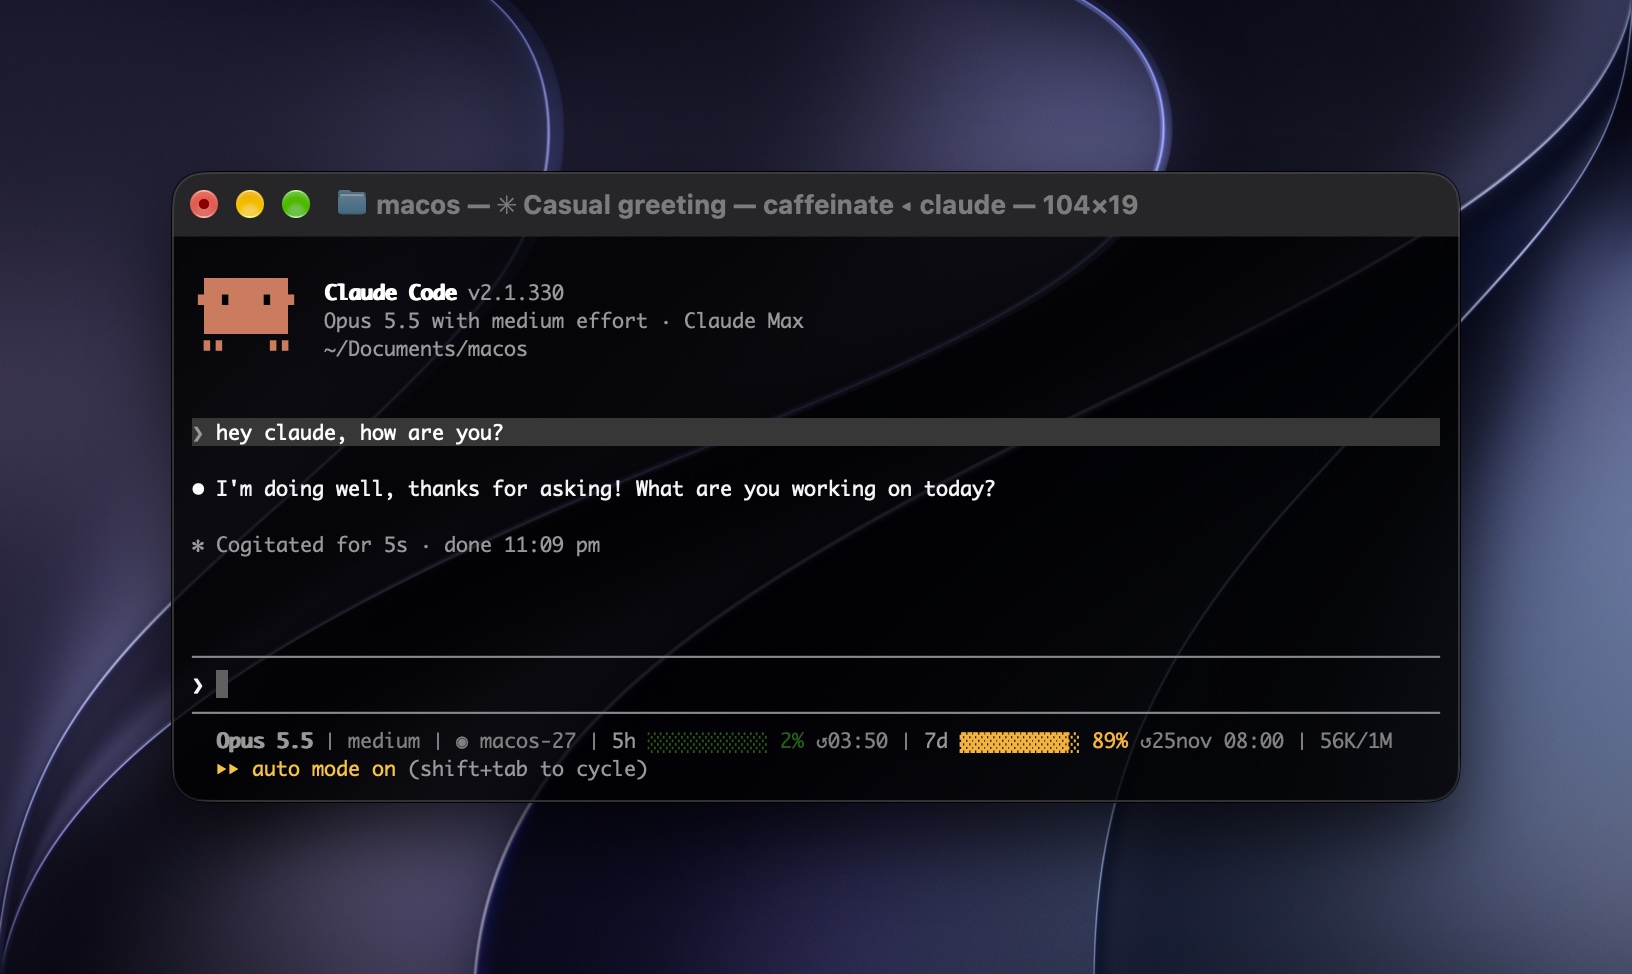 macos — ✳ Casual greeting — caffeinate ◂ claude — 104×19
Claude Code v2.1.330
Opus 5.5 with medium effort · Claude Max
~/Documents/macos
❯ hey claude, how are you?
● I'm doing well, thanks for asking! What are you working on today?
✻ Cogitated for 5s · done 11:09 pm
❯
Opus 5.5 | medium | ◉ macos-27 | 5h ░░░░░░░░░░ 2% ↺03:50 | 7d ▓▓▓▓▓▓▓▓▓░ 89% ↺25nov 08:00 | 56K/1M
▶▶ auto mode on (shift+tab to cycle)